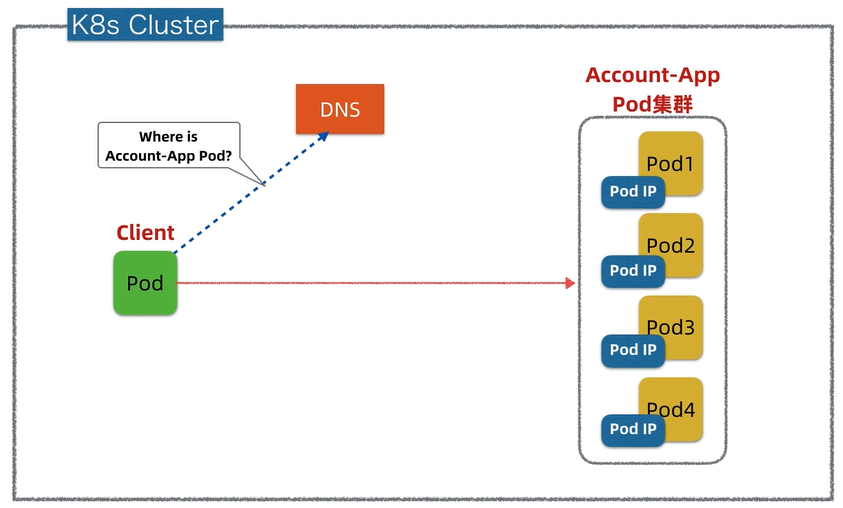 K8s Cluster
DNS
Where is
Account-App Pod?
Client
Pod
Account-App
Pod集群
Pod1
Pod IP
Pod2
Pod IP
Pod3
Pod IP
Pod4
Pod IP